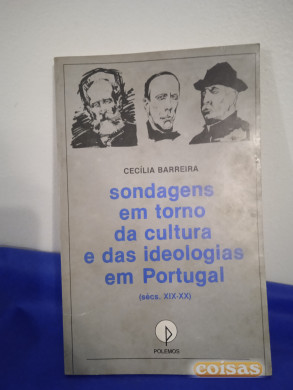 CECÍLIA BARREIRA
sondagens
em torno
da cultura
e das ideologias
em Portugal
(sécs. XIX-XX)
POLEMOS
coisas